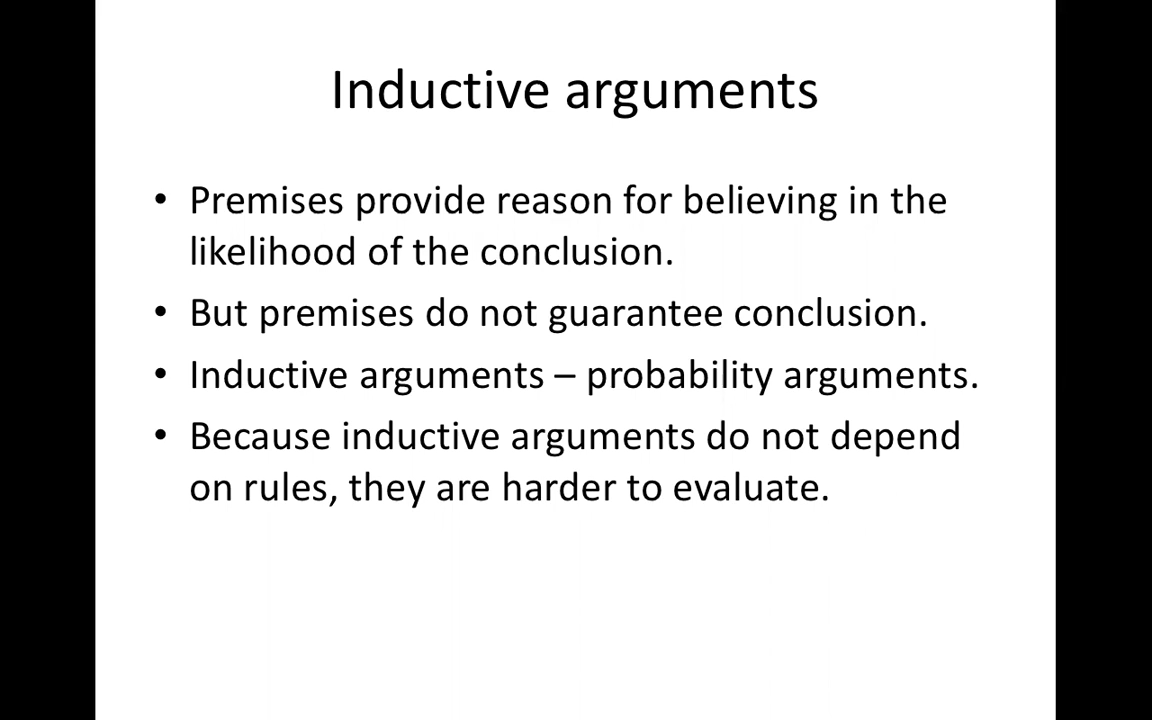 Inductive arguments
• Premises provide reason for believing in the
likelihood of the conclusion.
• But premises do not guarantee conclusion.
• Inductive arguments – probability arguments.
• Because inductive arguments do not depend
on rules, they are harder to evaluate.